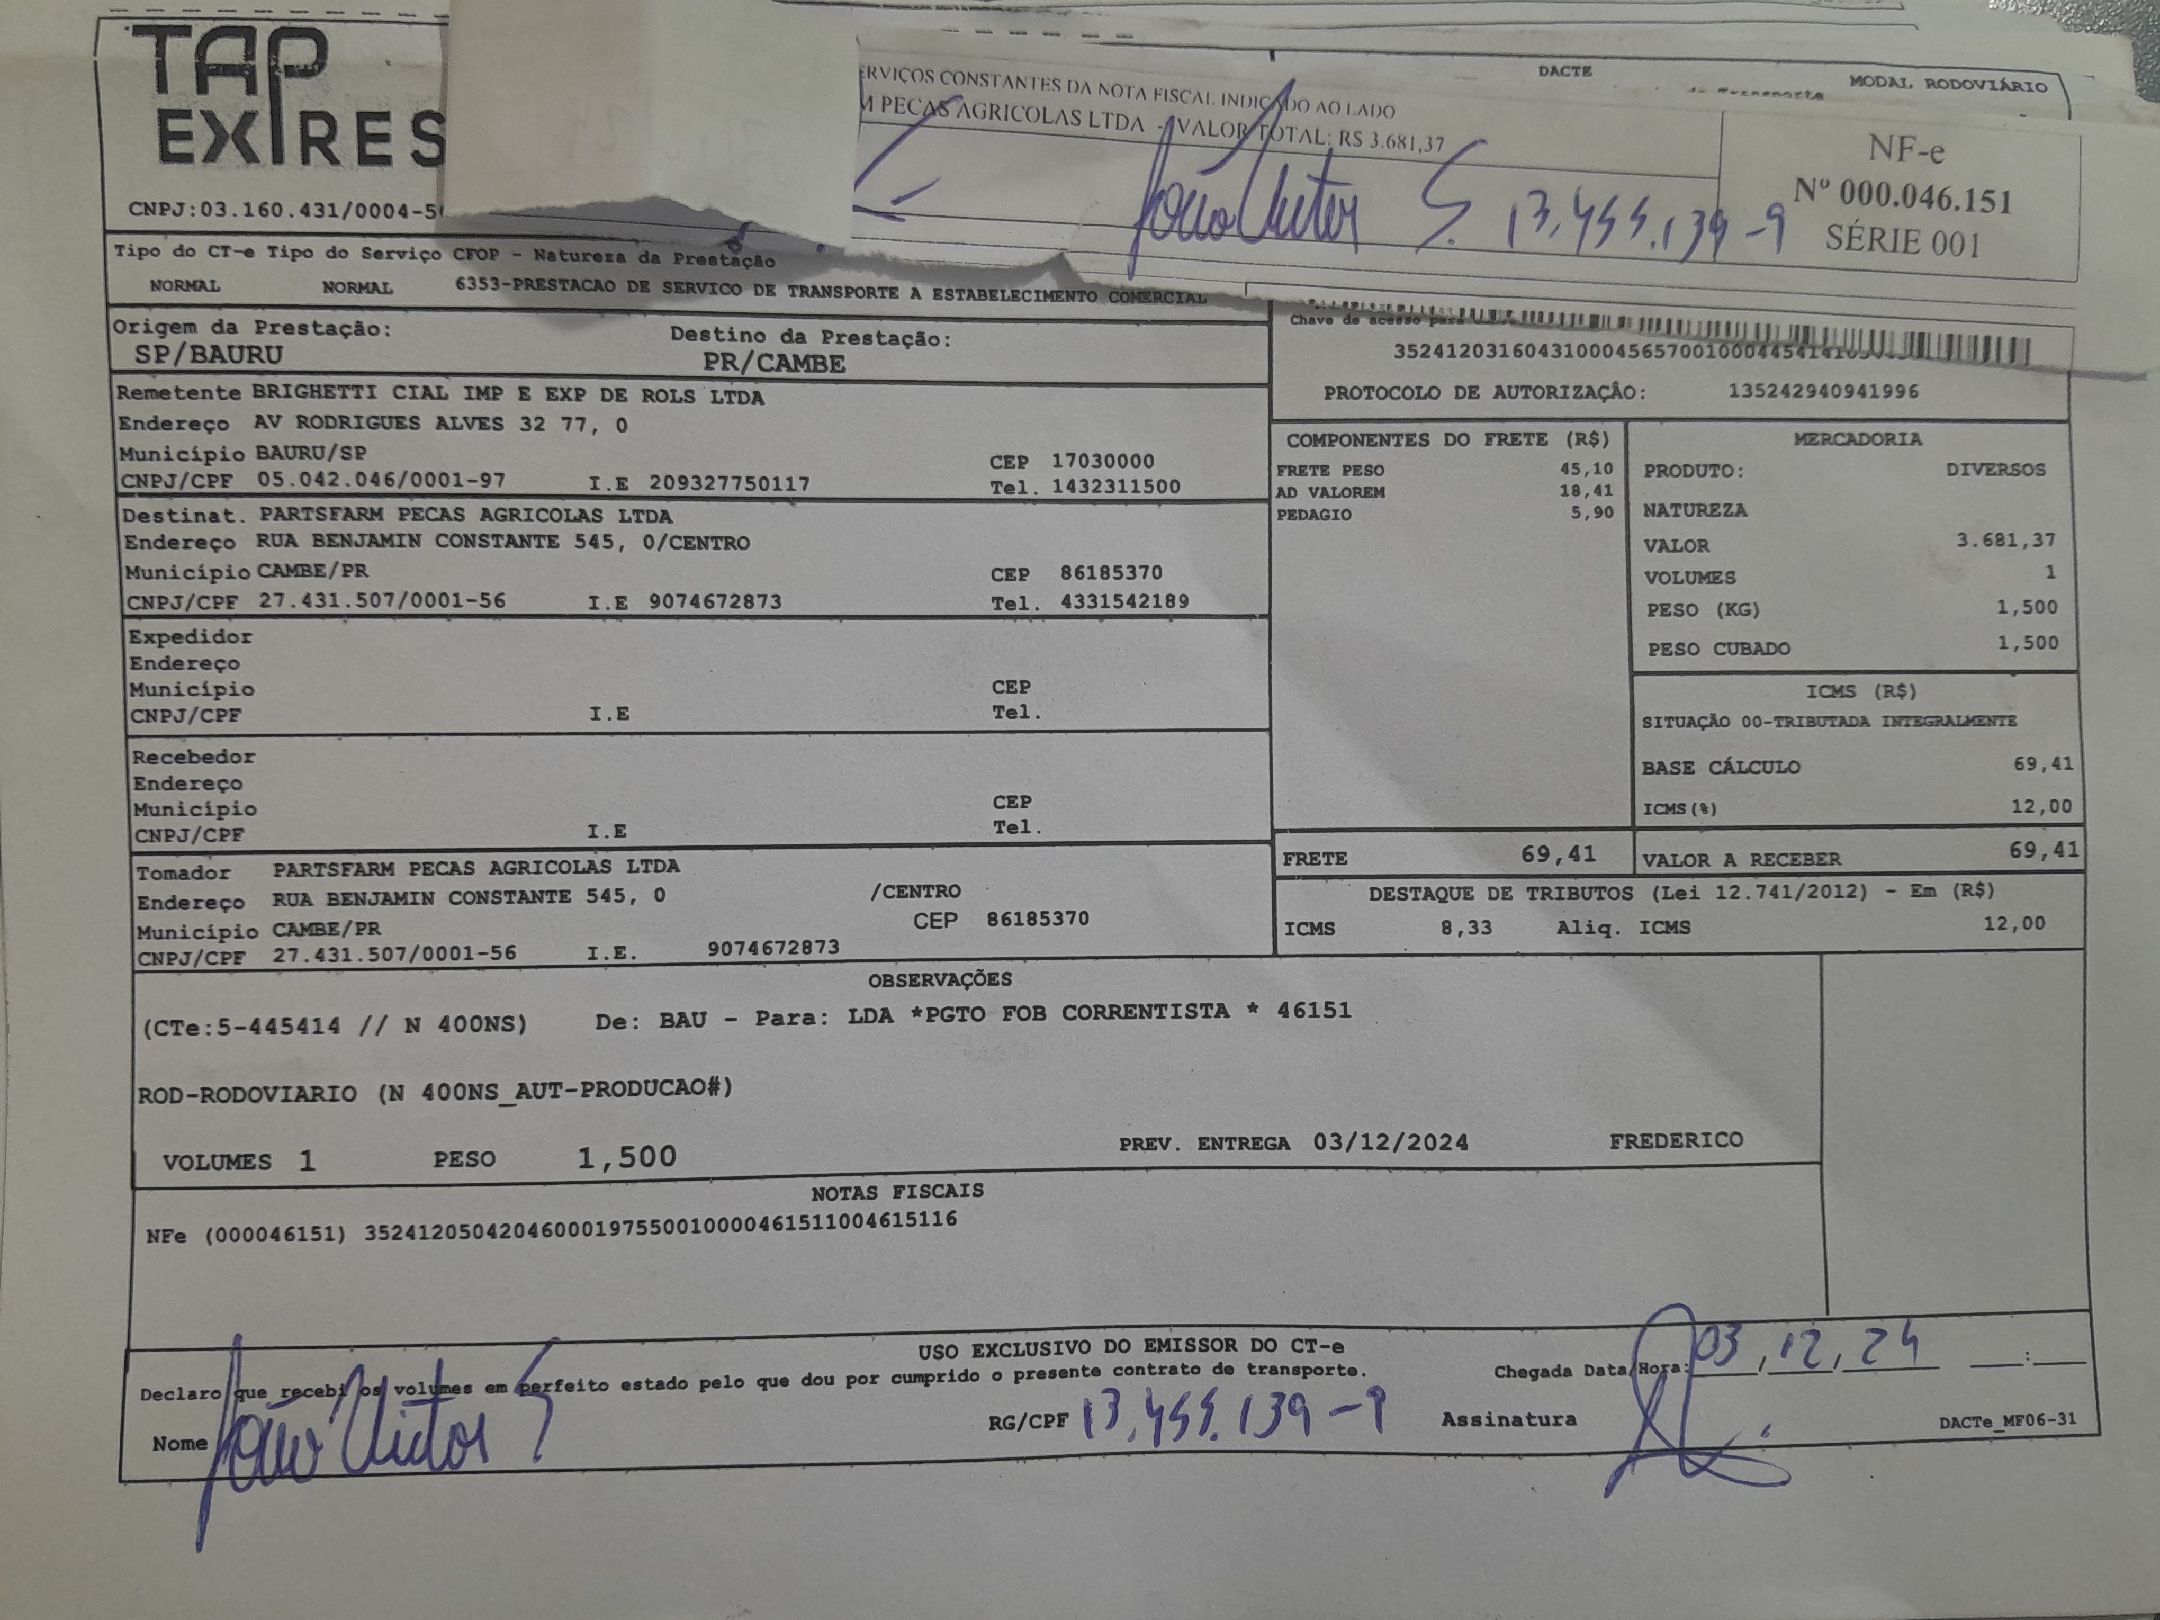 TAP
EXPRES
CNPJ:03.160.431/0004-5
ERVIÇOS CONSTANTES DA NOTA FISCAL INDICADO AO LADO
M PECAS AGRICOLAS LTDA - VALOR TOTAL: R$ 3.681,37
João Victor S. 13.455.139-9
DACTE
MODAL RODOVIÁRIO
de Transporte
NF-e
Nº 000.046.151
SÉRIE 001
Tipo do CT-e Tipo do Serviço CFOP - Natureza da Prestação
NORMAL NORMAL 6353-PRESTACAO DE SERVICO DE TRANSPORTE A ESTABELECIMENTO COMERCIAL
Origem da Prestação: Destino da Prestação:
SP/BAURU PR/CAMBE
Chave de acesso
PROTOCOLO DE AUTORIZAÇÃO: 135242940941996
Remetente BRIGHETTI CIAL IMP E EXP DE ROLS LTDA
Endereço AV RODRIGUES ALVES 32 77, 0
Município BAURU/SP CEP 17030000
CNPJ/CPF 05.042.046/0001-97 I.E 209327750117 Tel. 1432311500
Destinat. PARTSFARM PECAS AGRICOLAS LTDA
Endereço RUA BENJAMIN CONSTANTE 545, 0/CENTRO
Município CAMBE/PR CEP 86185370
CNPJ/CPF 27.431.507/0001-56 I.E 9074672873 Tel. 4331542189
Expedidor
Endereço
Município CEP
CNPJ/CPF I.E Tel.
Recebedor
Endereço
Município CEP
CNPJ/CPF I.E Tel.
Tomador PARTSFARM PECAS AGRICOLAS LTDA
Endereço RUA BENJAMIN CONSTANTE 545, 0 /CENTRO
Município CAMBE/PR CEP 86185370
CNPJ/CPF 27.431.507/0001-56 I.E. 9074672873
COMPONENTES DO FRETE (R$)
FRETE PESO 45,10
AD VALOREM 18,41
PEDAGIO 5,90
MERCADORIA
PRODUTO: DIVERSOS
NATUREZA
VALOR 3.681,37
VOLUMES 1
PESO (KG) 1,500
PESO CUBADO 1,500
ICMS (R$)
SITUAÇÃO 00-TRIBUTADA INTEGRALMENTE
BASE CÁLCULO 69,41
ICMS(%) 12,00
FRETE 69,41 VALOR A RECEBER 69,41
DESTAQUE DE TRIBUTOS (Lei 12.741/2012) - Em (R$)
ICMS 8,33 Aliq. ICMS 12,00
OBSERVAÇÕES
(CTe:5-445414 // N 400NS) De: BAU - Para: LDA *PGTO FOB CORRENTISTA * 46151
ROD-RODOVIARIO (N 400NS_AUT-PRODUCAO#)
VOLUMES 1 PESO 1,500 PREV. ENTREGA 03/12/2024 FREDERICO
NOTAS FISCAIS
NFe (000046151) 35241205042046000197550010000461511004615116
USO EXCLUSIVO DO EMISSOR DO CT-e
Declaro que recebi os volumes em perfeito estado pelo que dou por cumprido o presente contrato de transporte. Chegada Data/Hora: 03,12,24 :
Nome João Victor S RG/CPF 13.455.139-9 Assinatura
DACTe_MF06-31